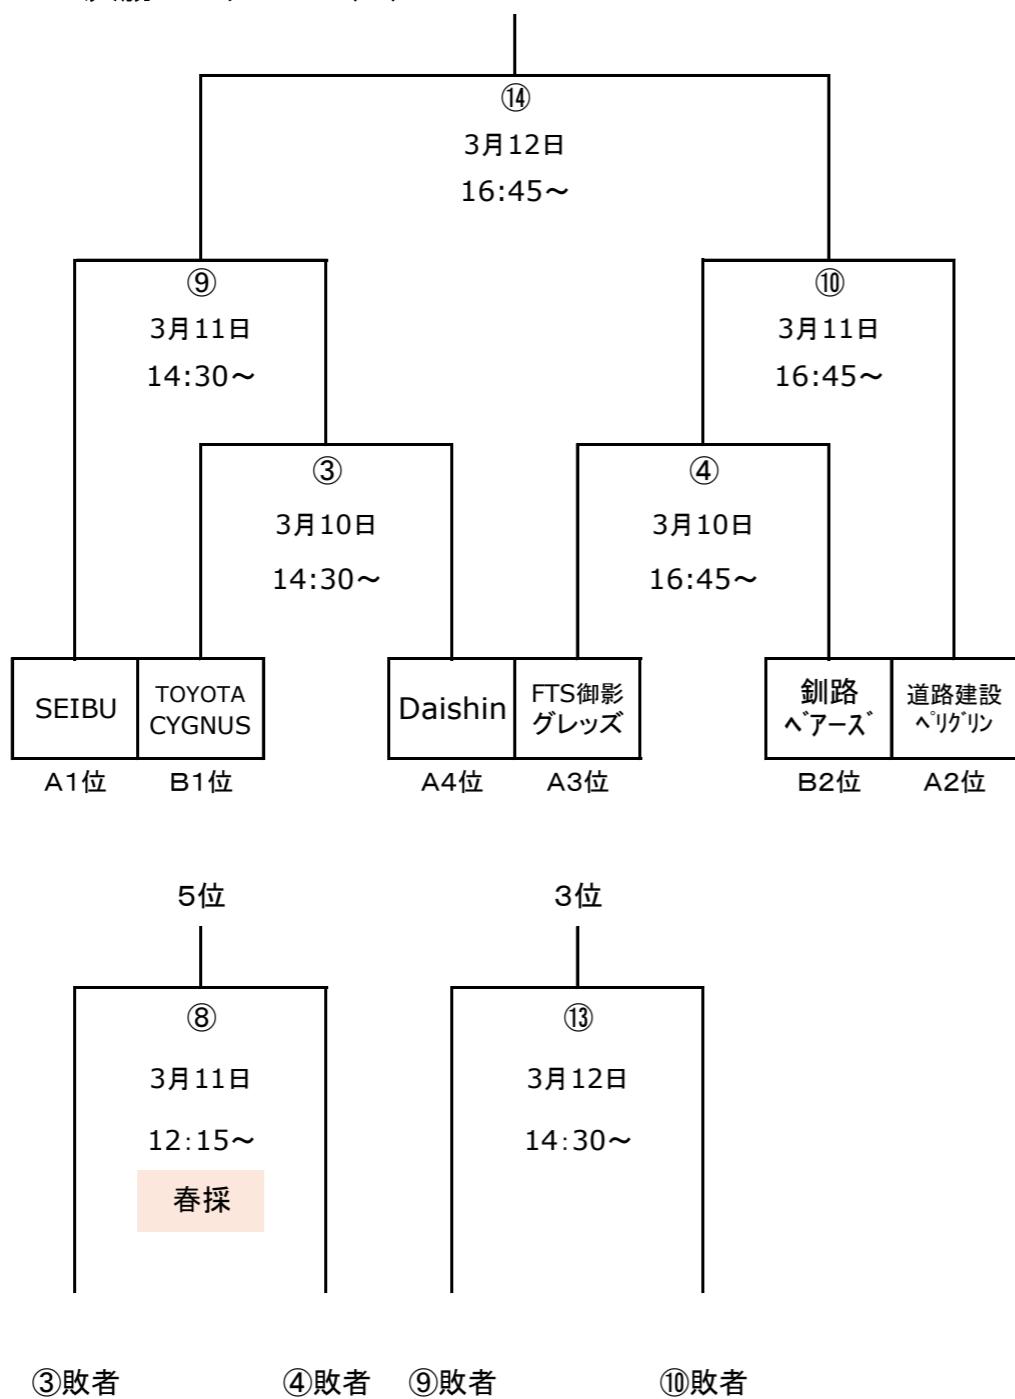 ⑭
3月12日
16:45～
⑨
⑩
3月11日
3月11日
14:30～
16:45～
③
④
3月10日
3月10日
14:30～
16:45～
SEIBU
TOYOTA
CYGNUS
Daishin
FTS御影
グレッズ
釧路
ﾍﾞアーズ
道路建設
ﾍﾟﾘｸﾞﾘﾝ
A1位
B1位
A4位
A3位
B2位
A2位
5位
3位
⑧
⑬
3月11日
3月12日
12:15～
14:30～
春採
③敗者
④敗者
⑨敗者
⑩敗者